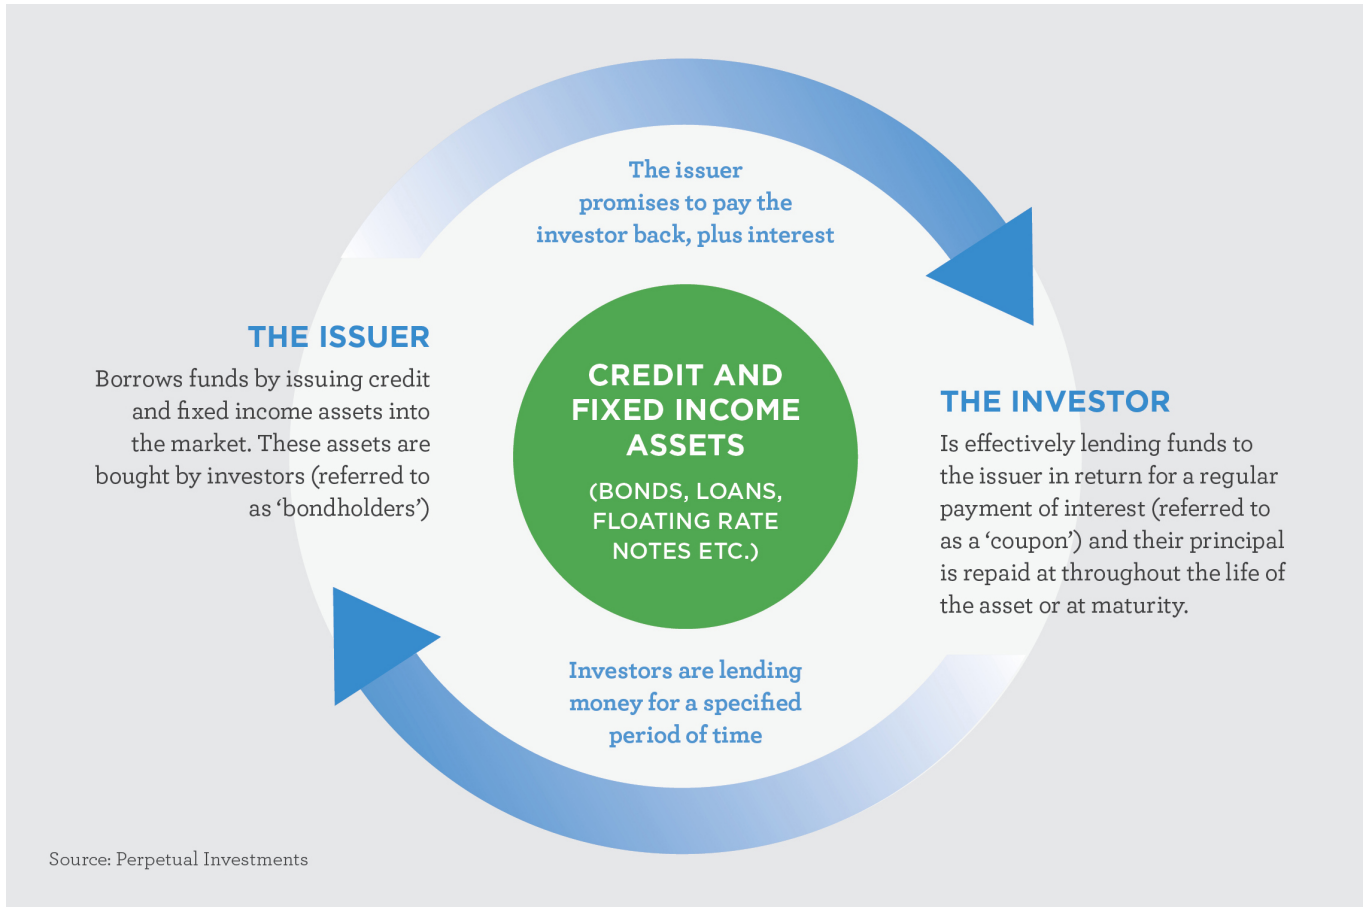 The issuer
promises to pay the
investor back, plus interest
THE ISSUER
Borrows funds by issuing credit
and fixed income assets into
the market. These assets are
bought by investors (referred to
as ‘bondholders’)
CREDIT AND
FIXED INCOME
ASSETS
(BONDS, LOANS,
FLOATING RATE
NOTES ETC.)
THE INVESTOR
Is effectively lending funds to
the issuer in return for a regular
payment of interest (referred to
as a ‘coupon’) and their principal
is repaid at throughout the life of
the asset or at maturity.
Investors are lending
money for a specified
period of time
Source: Perpetual Investments